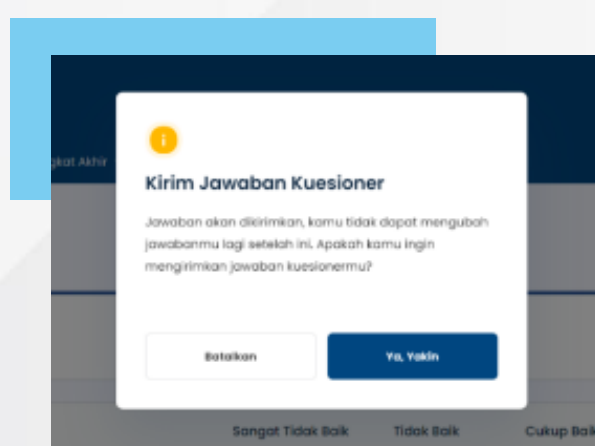 gkat Akhir
Kirim Jawaban Kuesioner
Jawaban akan dikirimkan, kamu tidak dapat mengubah
jawabanmu lagi setelah ini. Apakah kamu ingin
mengirimkan jawaban kuesionermu?
Batalkan
Ya, Yakin
Sangat Tidak Baik
Tidak Baik
Cukup Baik